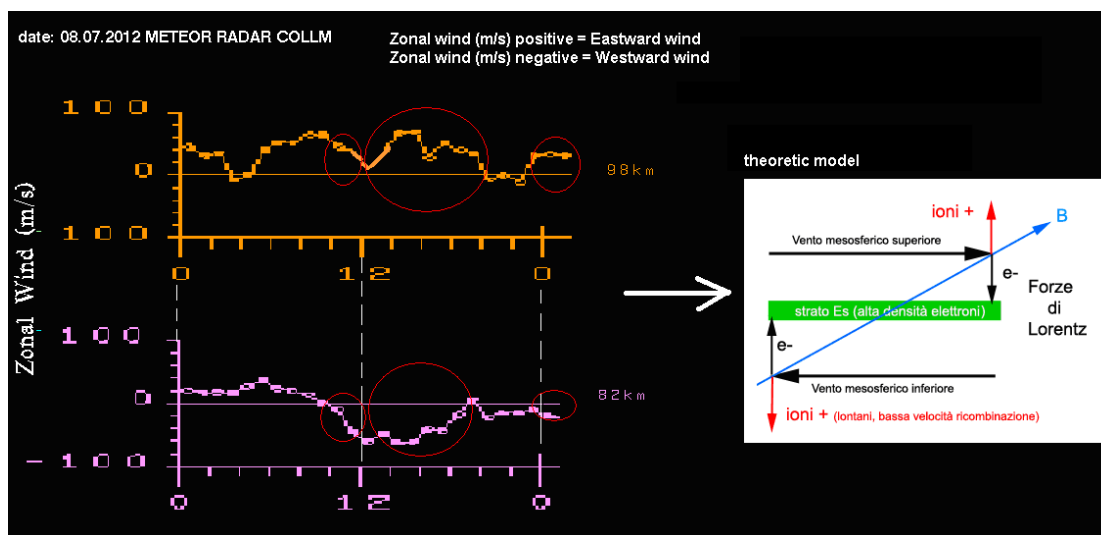 date: 08.07.2012 METEOR RADAR COLLM
Zonal wind (m/s) positive = Eastward wind
Zonal wind (m/s) negative = Westward wind
Zonal Wind (m/s)
100
0
100
98km
0
12
0
100
0
-100
82km
0
12
0
theoretic model
ioni +
B
Vento mesosferico superiore
e-
strato Es (alta densità elettroni)
Forze
di
Lorentz
e-
Vento mesosferico inferiore
ioni + (lontani, bassa velocità ricombinazione)